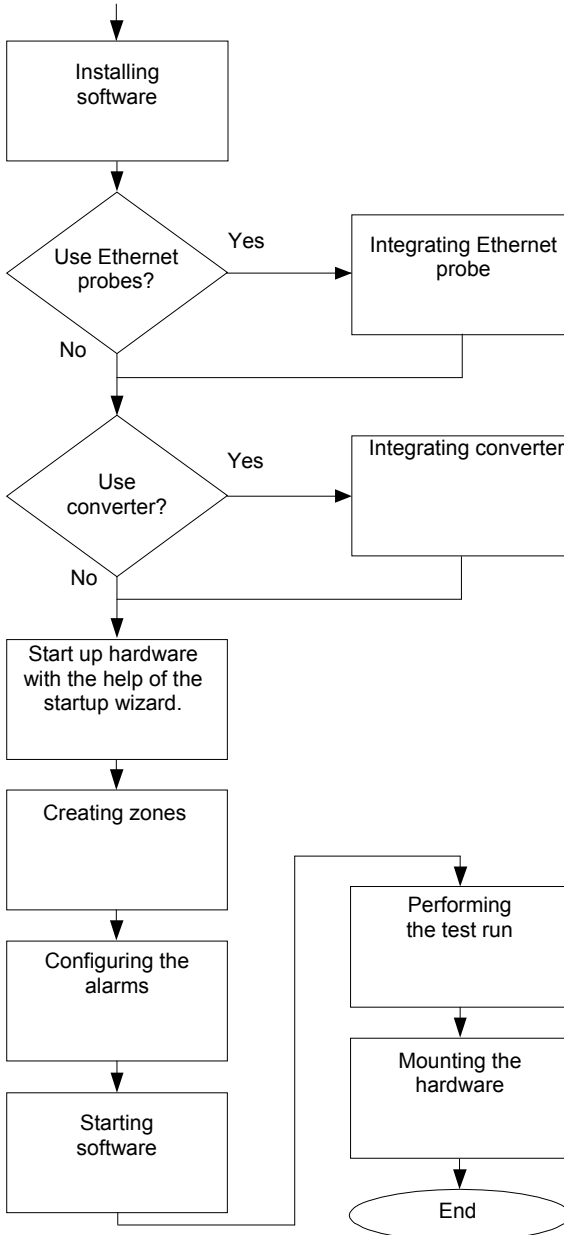 Installing
software
Use Ethernet
probes?
Yes
Integrating Ethernet
probe
No
Use
converter?
Yes
Integrating converter
No
Start up hardware
with the help of the
startup wizard.
Creating zones
Configuring the
alarms
Starting
software
Performing
the test run
Mounting the
hardware
End